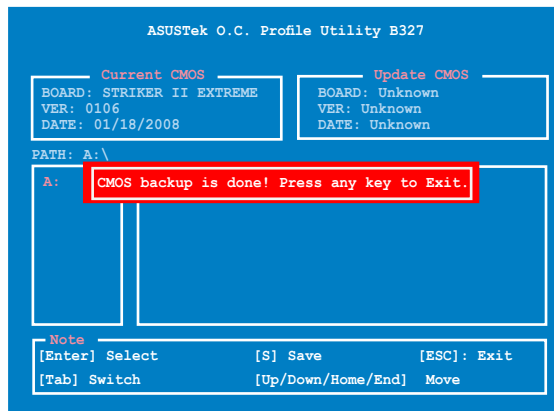 ASUSTek O.C. Profile Utility B327
Current CMOS
BOARD: STRIKER II EXTREME
VER: 0106
DATE: 01/18/2008
Update CMOS
BOARD: Unknown
VER: Unknown
DATE: Unknown
PATH: A:\
A:
CMOS backup is done! Press any key to Exit.
Note
[Enter] Select [S] Save [ESC]: Exit
[Tab] Switch [Up/Down/Home/End] Move